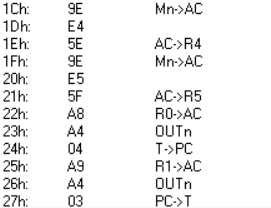 1Ch: 9E Mn->AC
1Dh: E4
1Eh: 5E AC->R4
1Fh: 9E Mn->AC
20h: E5
21h: 5F AC->R5
22h: A8 R0->AC
23h: A4 OUTn
24h: 04 T->PC
25h: A9 R1->AC
26h: A4 OUTn
27h: 03 PC->T